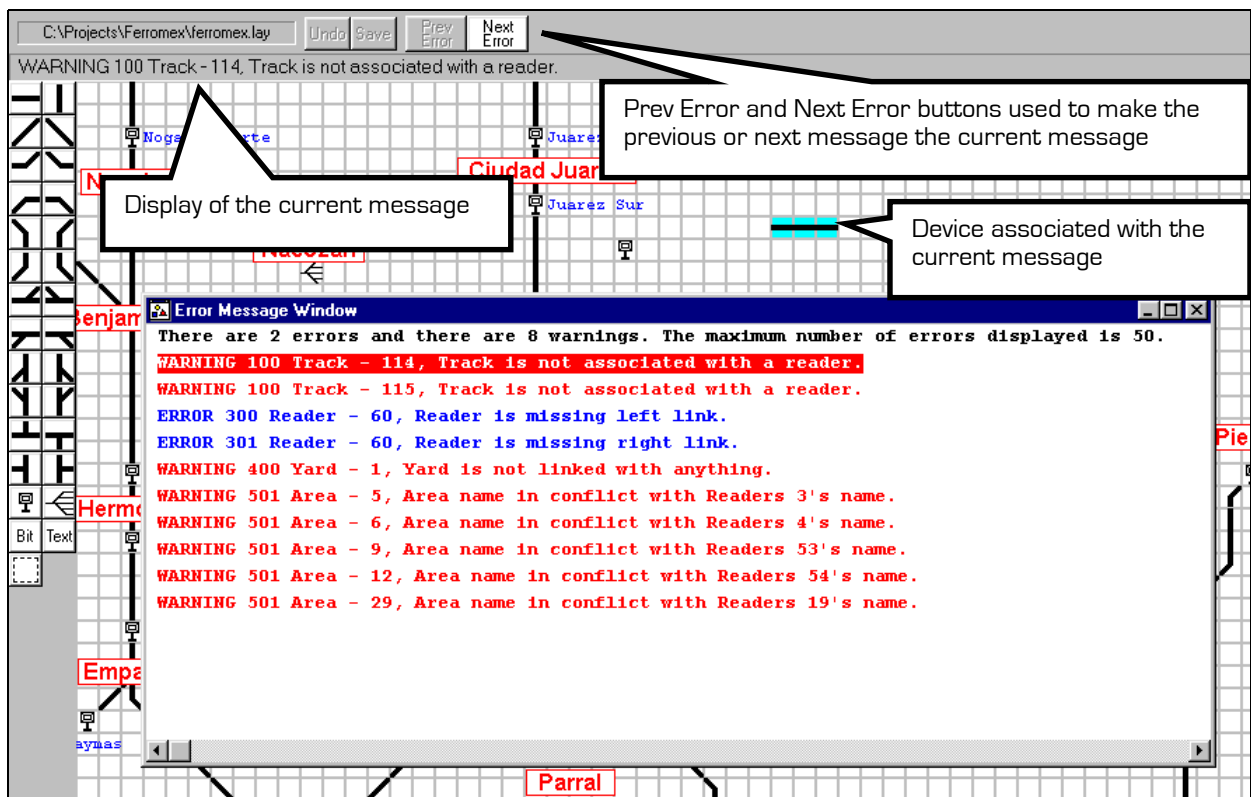 C:\Projects\Ferromex\ferromex.lay Undo Save Prev Error Next Error
WARNING 100 Track - 114, Track is not associated with a reader.
Prev Error and Next Error buttons used to make the
previous or next message the current message
Juarez
Ciudad Juar
Display of the current message
Juarez Sur
Device associated with the
current message
Benjam
Error Message Window
There are 2 errors and there are 8 warnings. The maximum number of errors displayed is 50.
WARNING 100 Track - 114, Track is not associated with a reader.
WARNING 100 Track - 115, Track is not associated with a reader.
ERROR 300 Reader - 60, Reader is missing left link.
ERROR 301 Reader - 60, Reader is missing right link.
WARNING 400 Yard - 1, Yard is not linked with anything.
Pie
WARNING 501 Area - 5, Area name in conflict with Readers 3's name.
Hermo
WARNING 501 Area - 6, Area name in conflict with Readers 4's name.
Bit Text
WARNING 501 Area - 9, Area name in conflict with Readers 53's name.
WARNING 501 Area - 12, Area name in conflict with Readers 54's name.
WARNING 501 Area - 29, Area name in conflict with Readers 19's name.
Empa
aymas
Parral